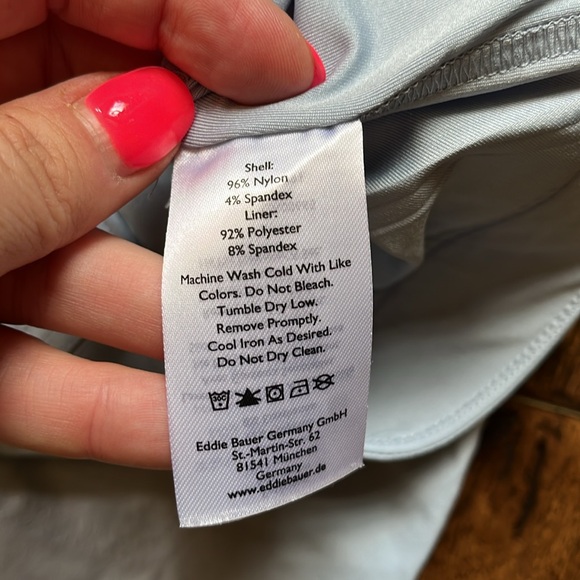 Shell:
96% Nylon
4% Spandex
Liner:
92% Polyester
8% Spandex
Machine Wash Cold With Like
Colors. Do Not Bleach.
Tumble Dry Low.
Remove Promptly.
Cool Iron As Desired.
Do Not Dry Clean.
Eddie Bauer Germany GmbH
St.-Martin-Str. 62
81541 München
Germany
www.eddiebauer.de